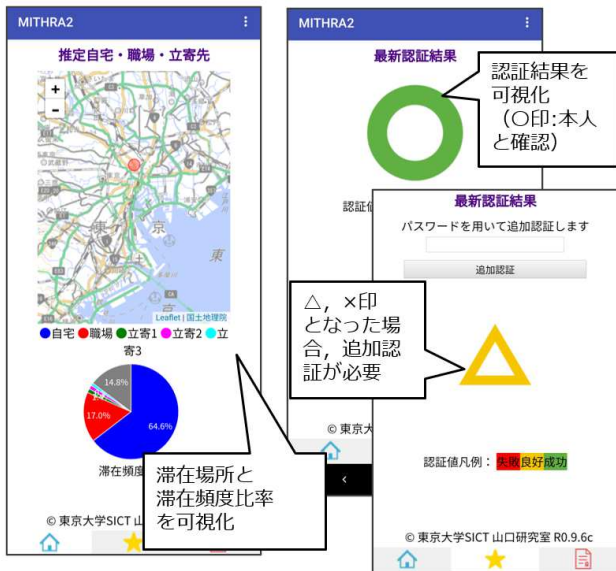 MITHRA2
推定自宅・職場・立寄先
+
-
東
京
東
Leaflet | 国土地理院
自宅 職場 立寄1 立寄2 立
寄3
14.8%
17.0%
64.6%
滞在頻度
© 東京大学SICT 山
滞在場所と
滞在頻度比率
を可視化
MITHRA2
最新認証結果
認証結果を
可視化
（〇印:本人
と確認）
認証値
© 東京大
最新認証結果
パスワードを用いて追加認証します
追加認証
△，×印
となった場
合，追加認
証が必要
認証値凡例： 失敗良好成功
© 東京大学SICT 山口研究室 R0.9.6c